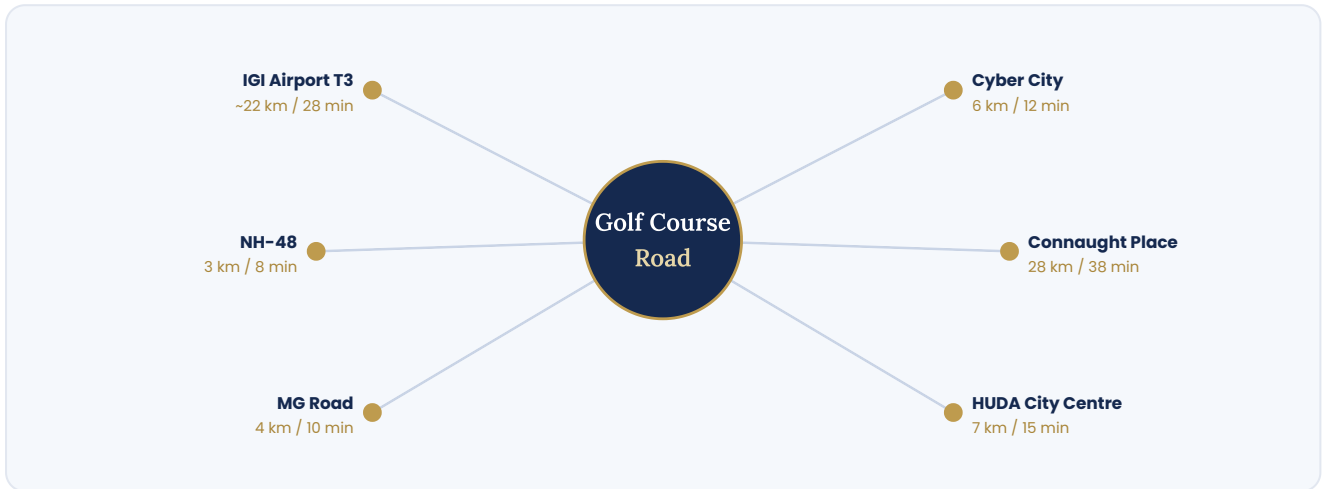 IGI Airport T3
~22 km / 28 min
Cyber City
6 km / 12 min
Golf Course
Road
NH-48
3 km / 8 min
Connaught Place
28 km / 38 min
MG Road
4 km / 10 min
HUDA City Centre
7 km / 15 min